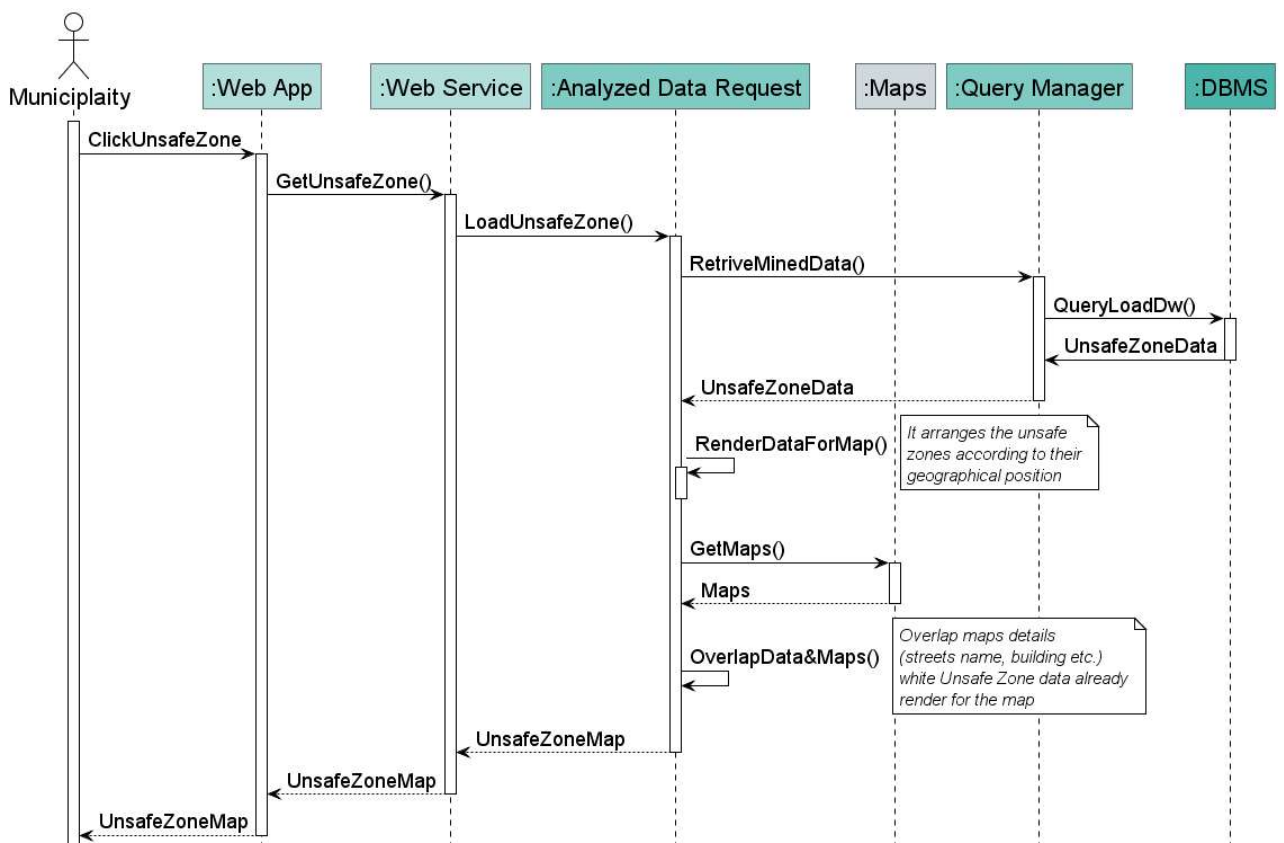 Municiplaity
:Web App
:Web Service
:Analyzed Data Request
:Maps
:Query Manager
:DBMS
ClickUnsafeZone
GetUnsafeZone()
LoadUnsafeZone()
RetriveMinedData()
QueryLoadDw()
UnsafeZoneData
UnsafeZoneData
RenderDataForMap()
It arranges the unsafe
zones according to their
geographical position
GetMaps()
Maps
OverlapData&Maps()
Overlap maps details
(streets name, building etc.)
white Unsafe Zone data already
render for the map
UnsafeZoneMap
UnsafeZoneMap
UnsafeZoneMap